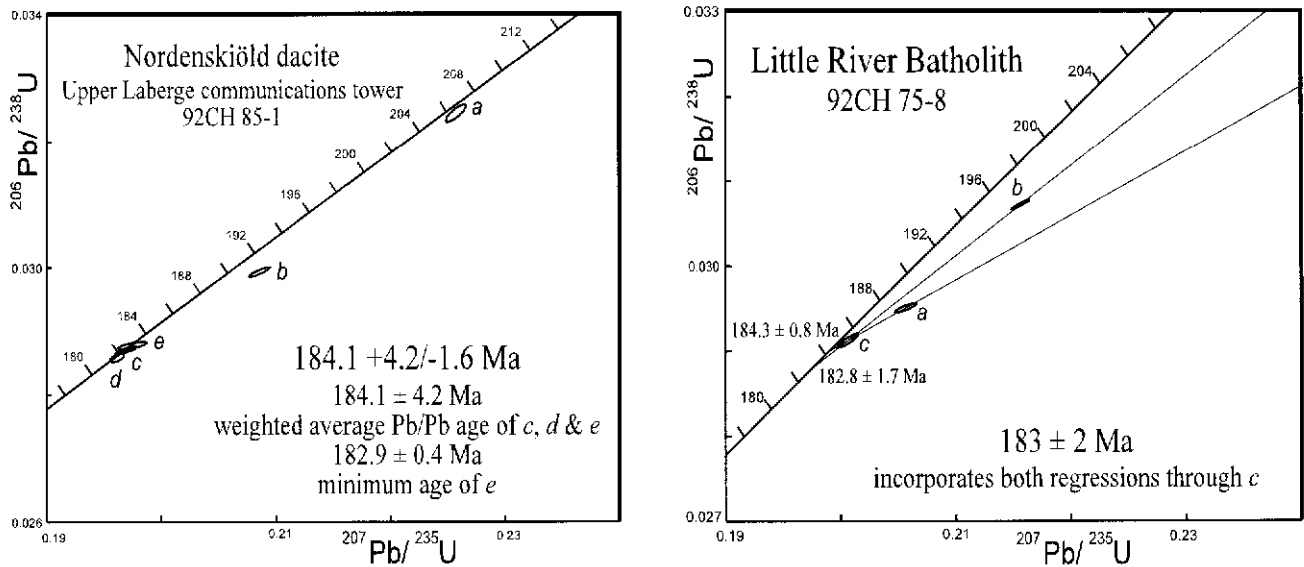 0.034
Nordenskiöld dacite
Upper Laberge communications tower
92CH 85-1
206Pb/238U
212
208
a
204
200
196
192
0.030
b
188
184
e
180
c
d
184.1 +4.2/-1.6 Ma
184.1 ± 4.2 Ma
weighted average Pb/Pb age of c, d & e
182.9 ± 0.4 Ma
minimum age of e
0.026
0.19
0.21
0.23
207Pb/235U
0.033
Little River Batholith
92CH 75-8
206Pb/238U
204
200
196
b
192
0.030
188
a
184.3 ± 0.8 Ma
c
182.8 ± 1.7 Ma
180
183 ± 2 Ma
incorporates both regressions through c
0.027
0.19
0.21
0.23
207Pb/235U